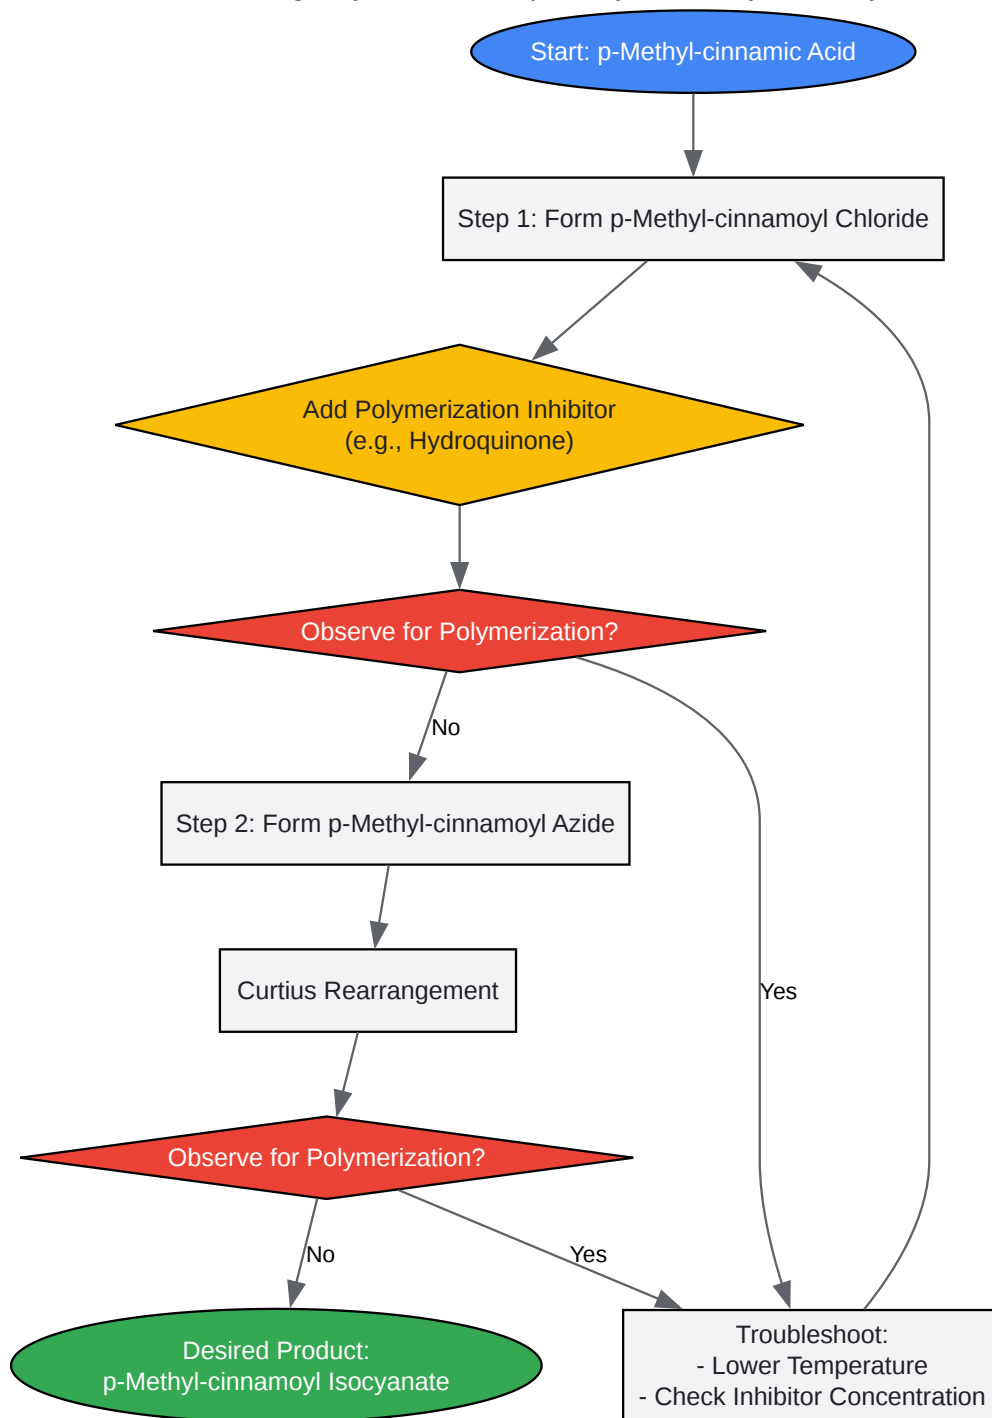 Start: p-Methyl-cinnamic Acid
Step 1: Form p-Methyl-cinnamoyl Chloride
Add Polymerization Inhibitor
(e.g., Hydroquinone)
Observe for Polymerization?
No
Step 2: Form p-Methyl-cinnamoyl Azide
Curtius Rearrangement
Yes
Observe for Polymerization?
No
Yes
Desired Product:
p-Methyl-cinnamoyl Isocyanate
Troubleshoot:
- Lower Temperature
- Check Inhibitor Concentration